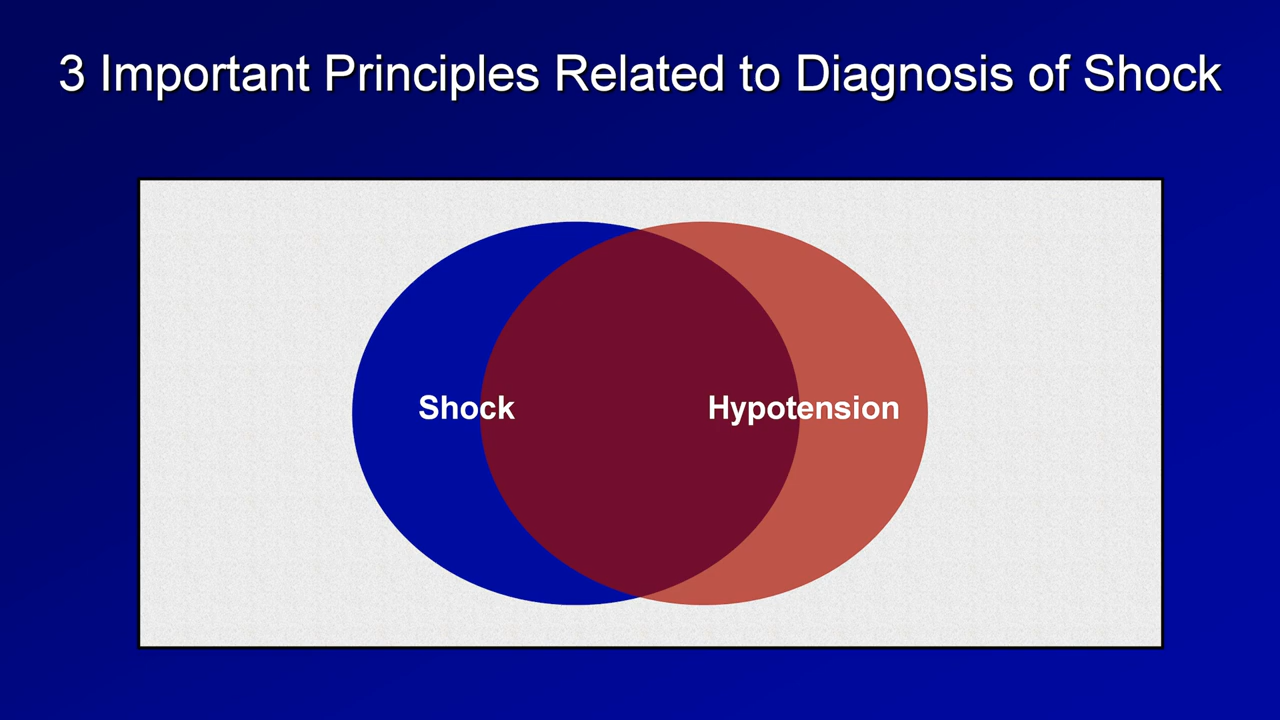 3 Important Principles Related to Diagnosis of Shock
Shock
Hypotension